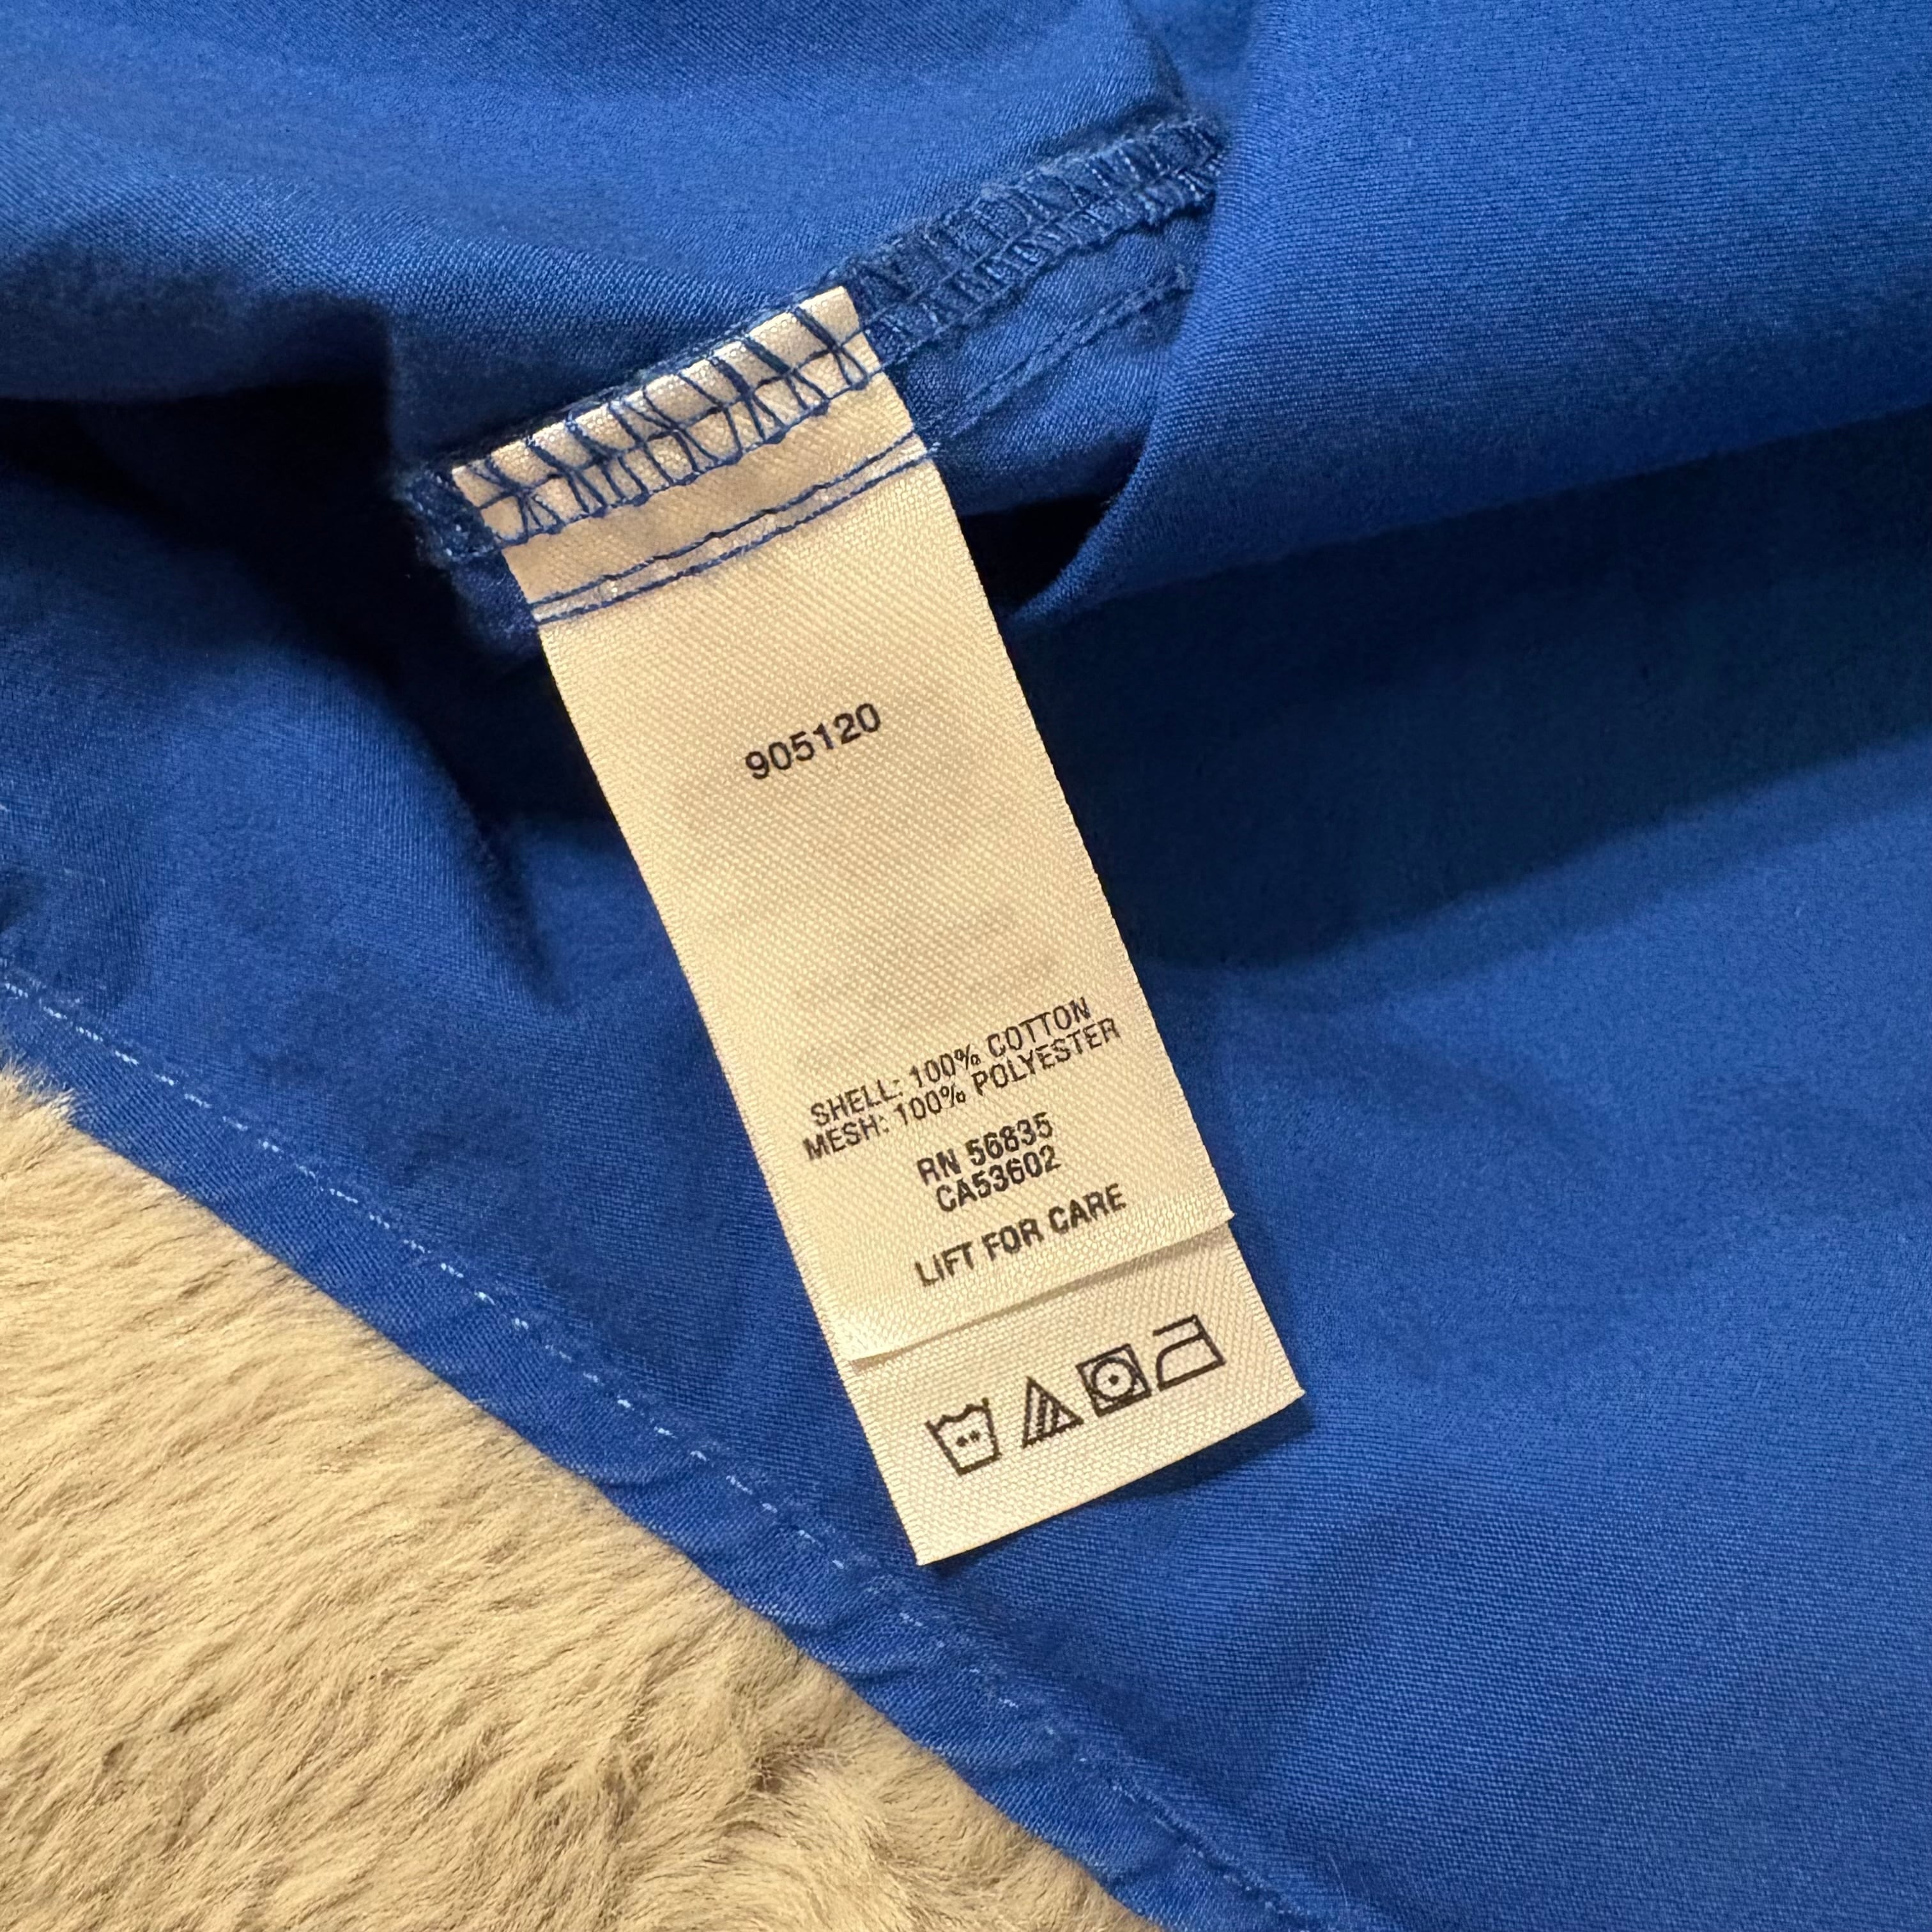 905120
SHELL: 100% COTTON
MESH: 100% POLYESTER
RN 56835
CA53602
LIFT FOR CARE